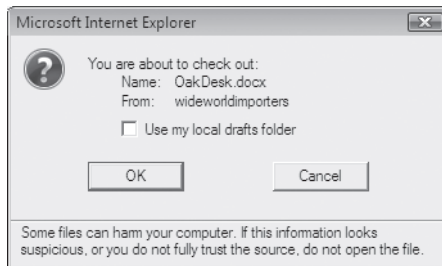 Microsoft Internet Explorer
You are about to check out:
Name: OakDesk.docx
From: wideworldimporters
Use my local drafts folder
OK Cancel
Some files can harm your computer. If this information looks
suspicious, or you do not fully trust the source, do not open the file.